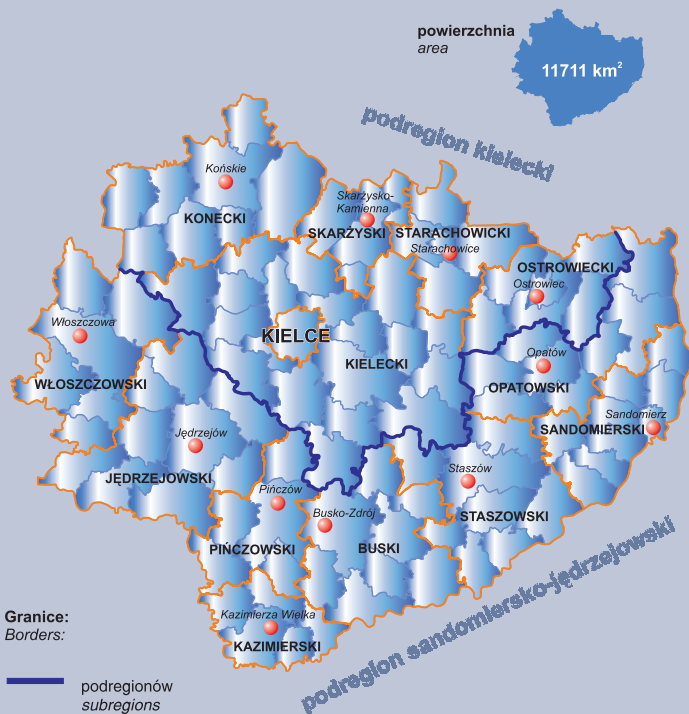 powierzchnia
area
11711 km²
podregion kielecki
Końskie
KONECKI
Skarżysko-
Kamienna
SKARŻYSKI
STARACHOWICKI
Starachowice
OSTROWIECKI
Ostrowiec
Włoszczowa
WŁOSZCZOWSKI
KIELCE
KIELECKI
Opatów
OPATOWSKI
Sandomierz
SANDOMIERSKI
Jędrzejów
JĘDRZEJOWSKI
Staszów
STASZOWSKI
Pińczów
PIŃCZOWSKI
Busko-Zdrój
BUSKI
Kazimierza Wielka
KAZIMIERSKI
podregion sandomiersko-jędrzejowski
Granice:
Borders:
podregionów
subregions